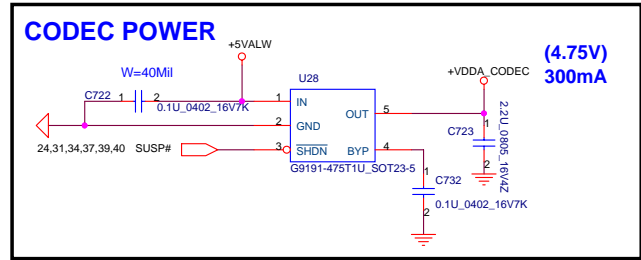 CODEC POWER
+5VALW
(4.75V)
300mA
W=40Mil
+VDDA_CODEC
U28
C722
1
2
0.1U_0402_16V7K
1
IN
OUT
5
2
GND
24,31,34,37,39,40
SUSP#
3
SHDN
BYP
4
G9191-475T1U_SOT23-5
1
C723
2
2.2U_0805_16V4Z
1
C732
2
0.1U_0402_16V7K